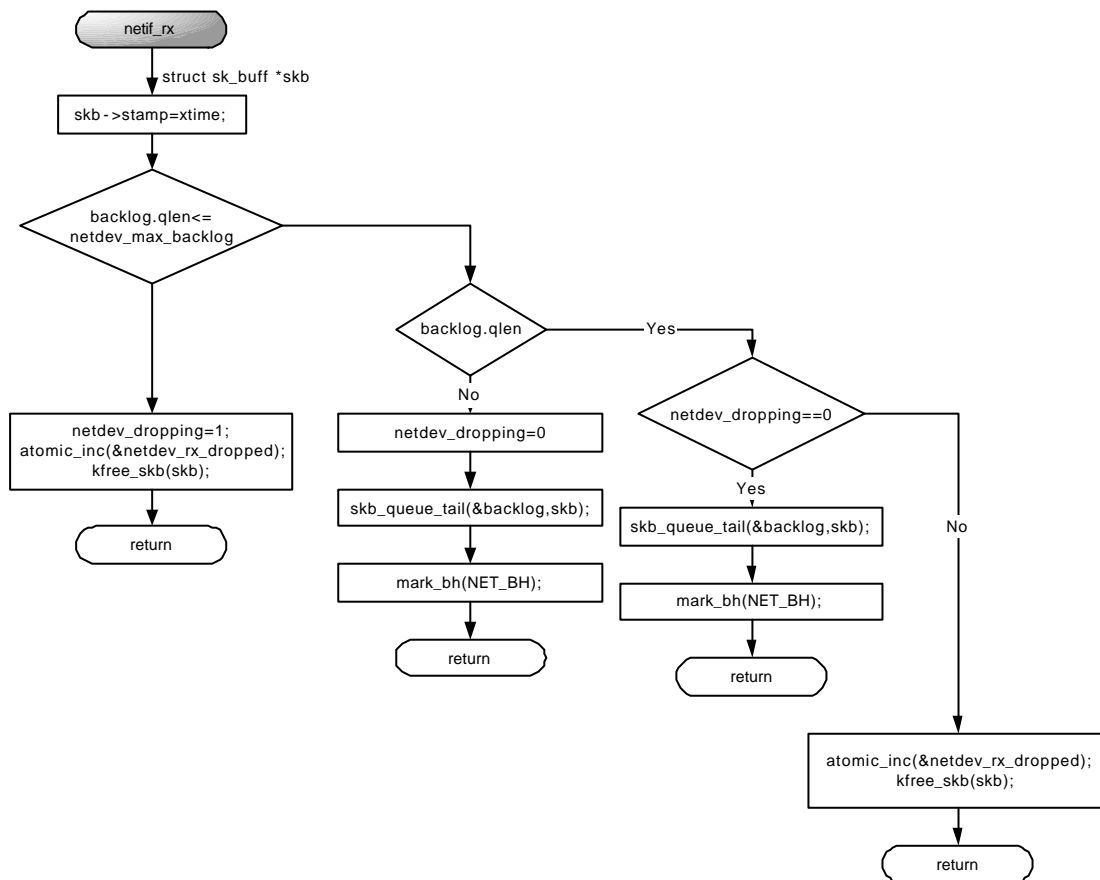 netif_rx
struct sk_buff *skb
skb->stamp=xtime;
backlog.qlen<=
netdev_max_backlog
backlog.qlen
Yes
No
netdev_dropping==0
netdev_dropping=1;
atomic_inc(&netdev_rx_dropped);
kfree_skb(skb);
return
netdev_dropping=0
skb_queue_tail(&backlog,skb);
mark_bh(NET_BH);
return
Yes
skb_queue_tail(&backlog,skb);
mark_bh(NET_BH);
return
No
atomic_inc(&netdev_rx_dropped);
kfree_skb(skb);
return